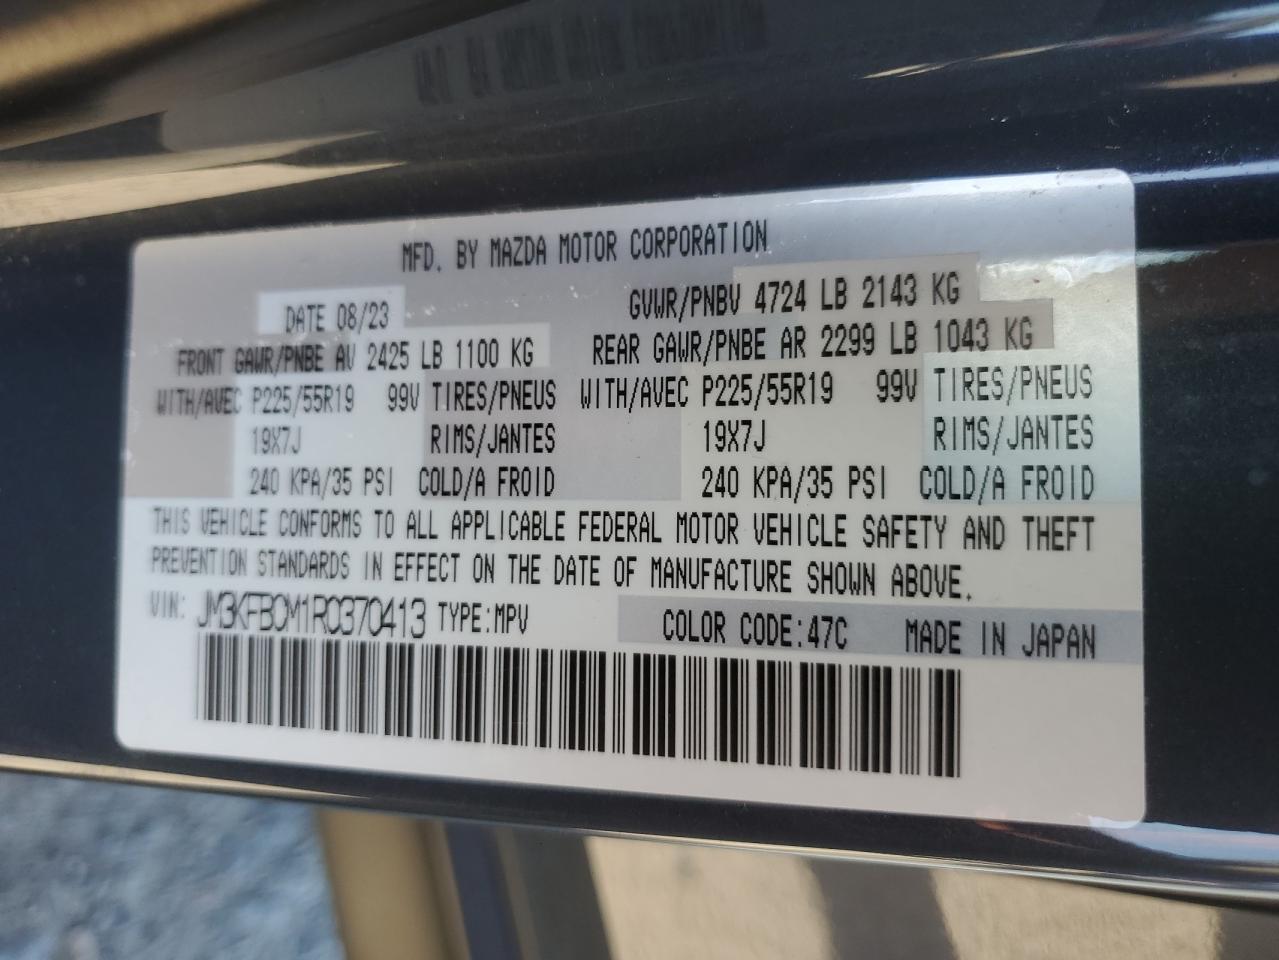 MFD. BY MAZDA MOTOR CORPORATION
DATE 08/23 GVWR/PNBV 4724 LB 2143 KG
FRONT GAWR/PNBE AV 2425 LB 1100 KG REAR GAWR/PNBE AR 2299 LB 1043 KG
WITH/AVEC P225/55R19 99V TIRES/PNEUS WITH/AVEC P225/55R19 99V TIRES/PNEUS
19X7J RIMS/JANTES 19X7J RIMS/JANTES
240 KPA/35 PSI COLD/A FROID 240 KPA/35 PSI COLD/A FROID
THIS VEHICLE CONFORMS TO ALL APPLICABLE FEDERAL MOTOR VEHICLE SAFETY AND THEFT
PREVENTION STANDARDS IN EFFECT ON THE DATE OF MANUFACTURE SHOWN ABOVE.
VIN: JM3KFBCM1R0370413 TYPE:MPV COLOR CODE:47C MADE IN JAPAN